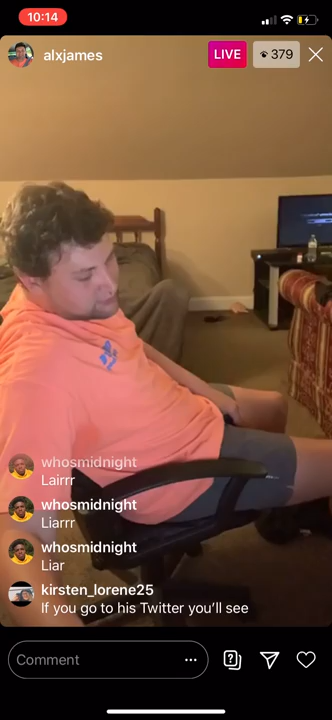 10:14
alxjames
LIVE
379
whosmidnight
Lairrr
whosmidnight
Liarrr
whosmidnight
Liar
kirsten_lorene25
If you go to his Twitter you'll see
Comment